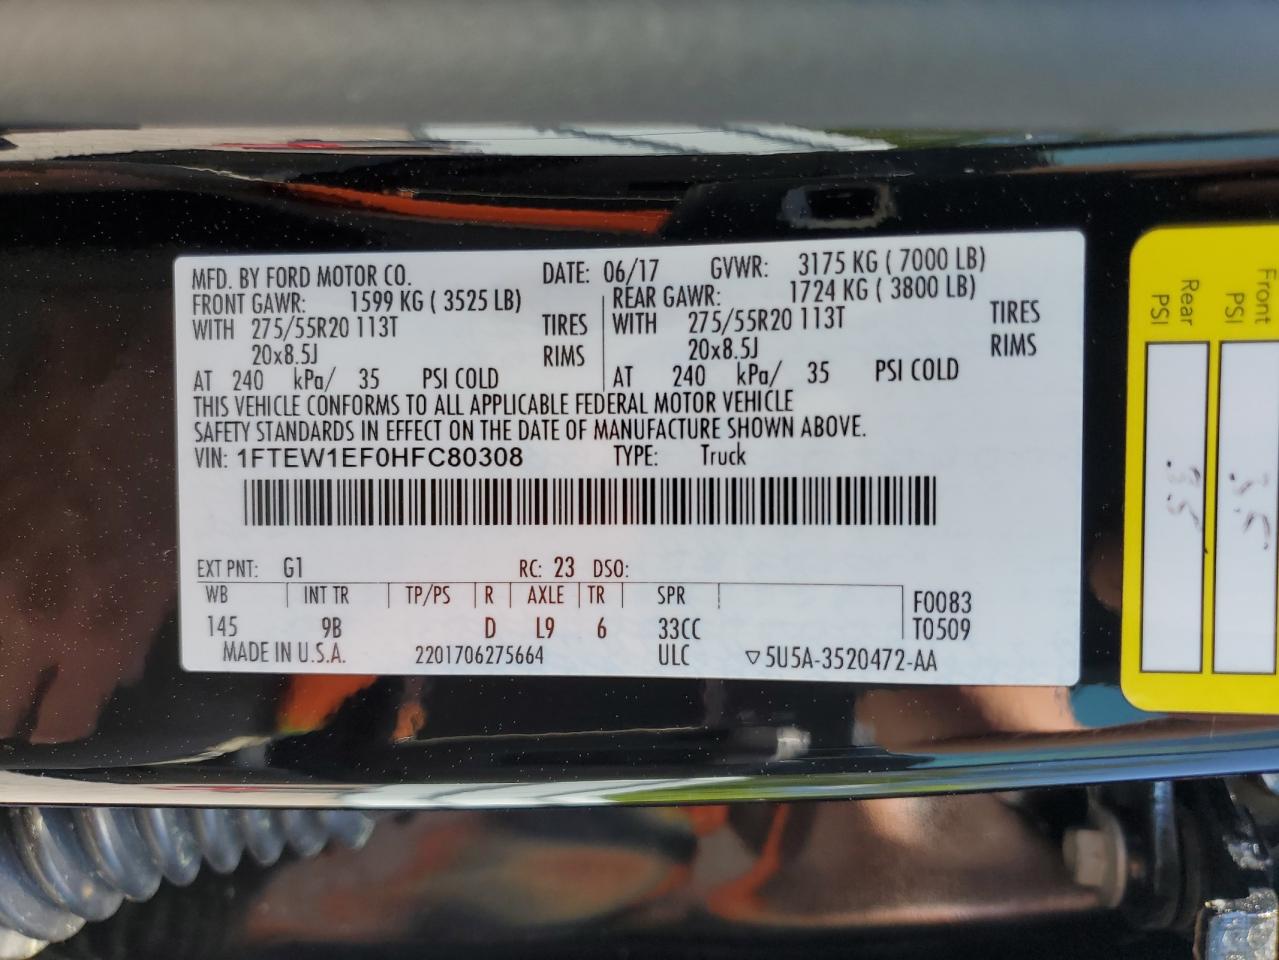 MFD. BY FORD MOTOR CO. DATE: 06/17 GVWR: 3175 KG ( 7000 LB)
FRONT GAWR: 1599 KG ( 3525 LB) REAR GAWR: 1724 KG ( 3800 LB)
WITH 275/55R20 113T TIRES WITH 275/55R20 113T TIRES
20x8.5J RIMS 20x8.5J RIMS
AT 240 kPa/ 35 PSI COLD AT 240 kPa/ 35 PSI COLD
THIS VEHICLE CONFORMS TO ALL APPLICABLE FEDERAL MOTOR VEHICLE
SAFETY STANDARDS IN EFFECT ON THE DATE OF MANUFACTURE SHOWN ABOVE.
VIN: 1FTEW1EF0HFC80308 TYPE: Truck
EXT PNT: G1 RC: 23 DSO:
WB INT TR TP/PS R AXLE TR SPR F0083
145 9B D L9 6 33CC T0509
MADE IN U.S.A. 2201706275664 ULC ▽5U5A-3520472-AA
Front
PSI
35
Rear
PSI
35